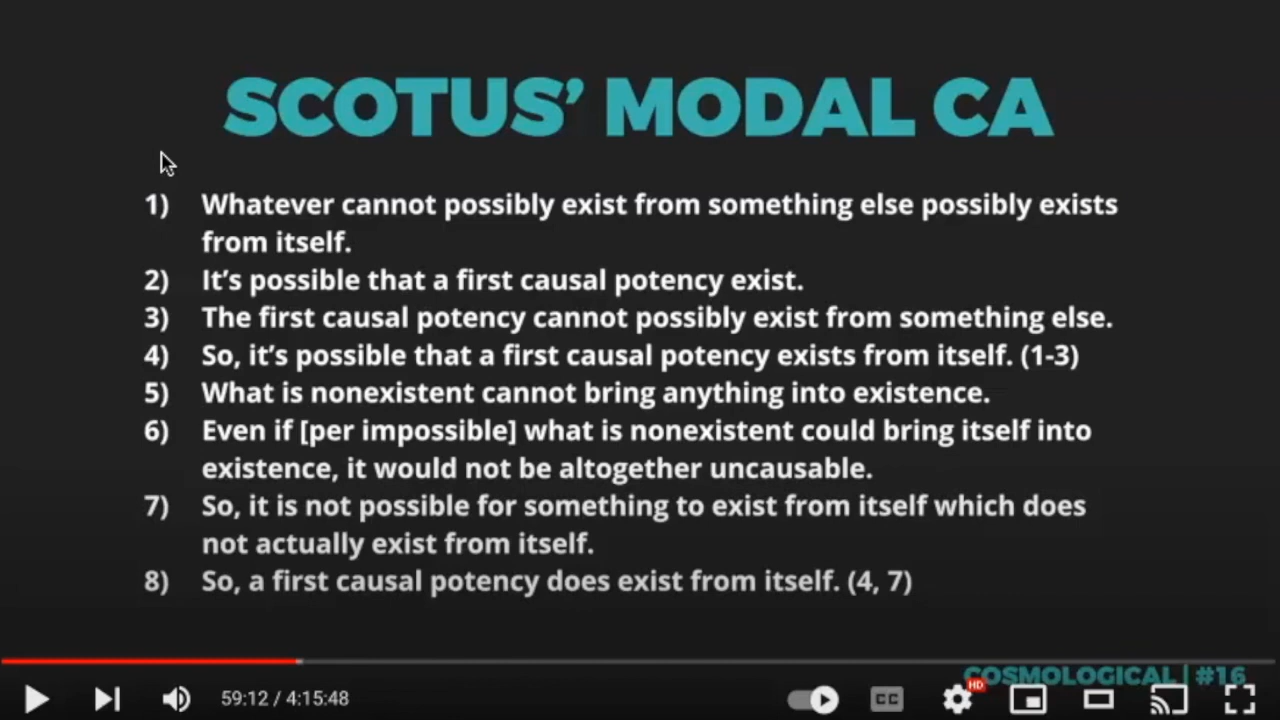 SCOTUS’ MODAL CA
1) Whatever cannot possibly exist from something else possibly exists
from itself.
2) It’s possible that a first causal potency exist.
3) The first causal potency cannot possibly exist from something else.
4) So, it’s possible that a first causal potency exists from itself. (1-3)
5) What is nonexistent cannot bring anything into existence.
6) Even if [per impossible] what is nonexistent could bring itself into
existence, it would not be altogether uncausable.
7) So, it is not possible for something to exist from itself which does
not actually exist from itself.
8) So, a first causal potency does exist from itself. (4, 7)
COSMOLOGICAL | #16
59:12 / 4:15:48
CC
HD